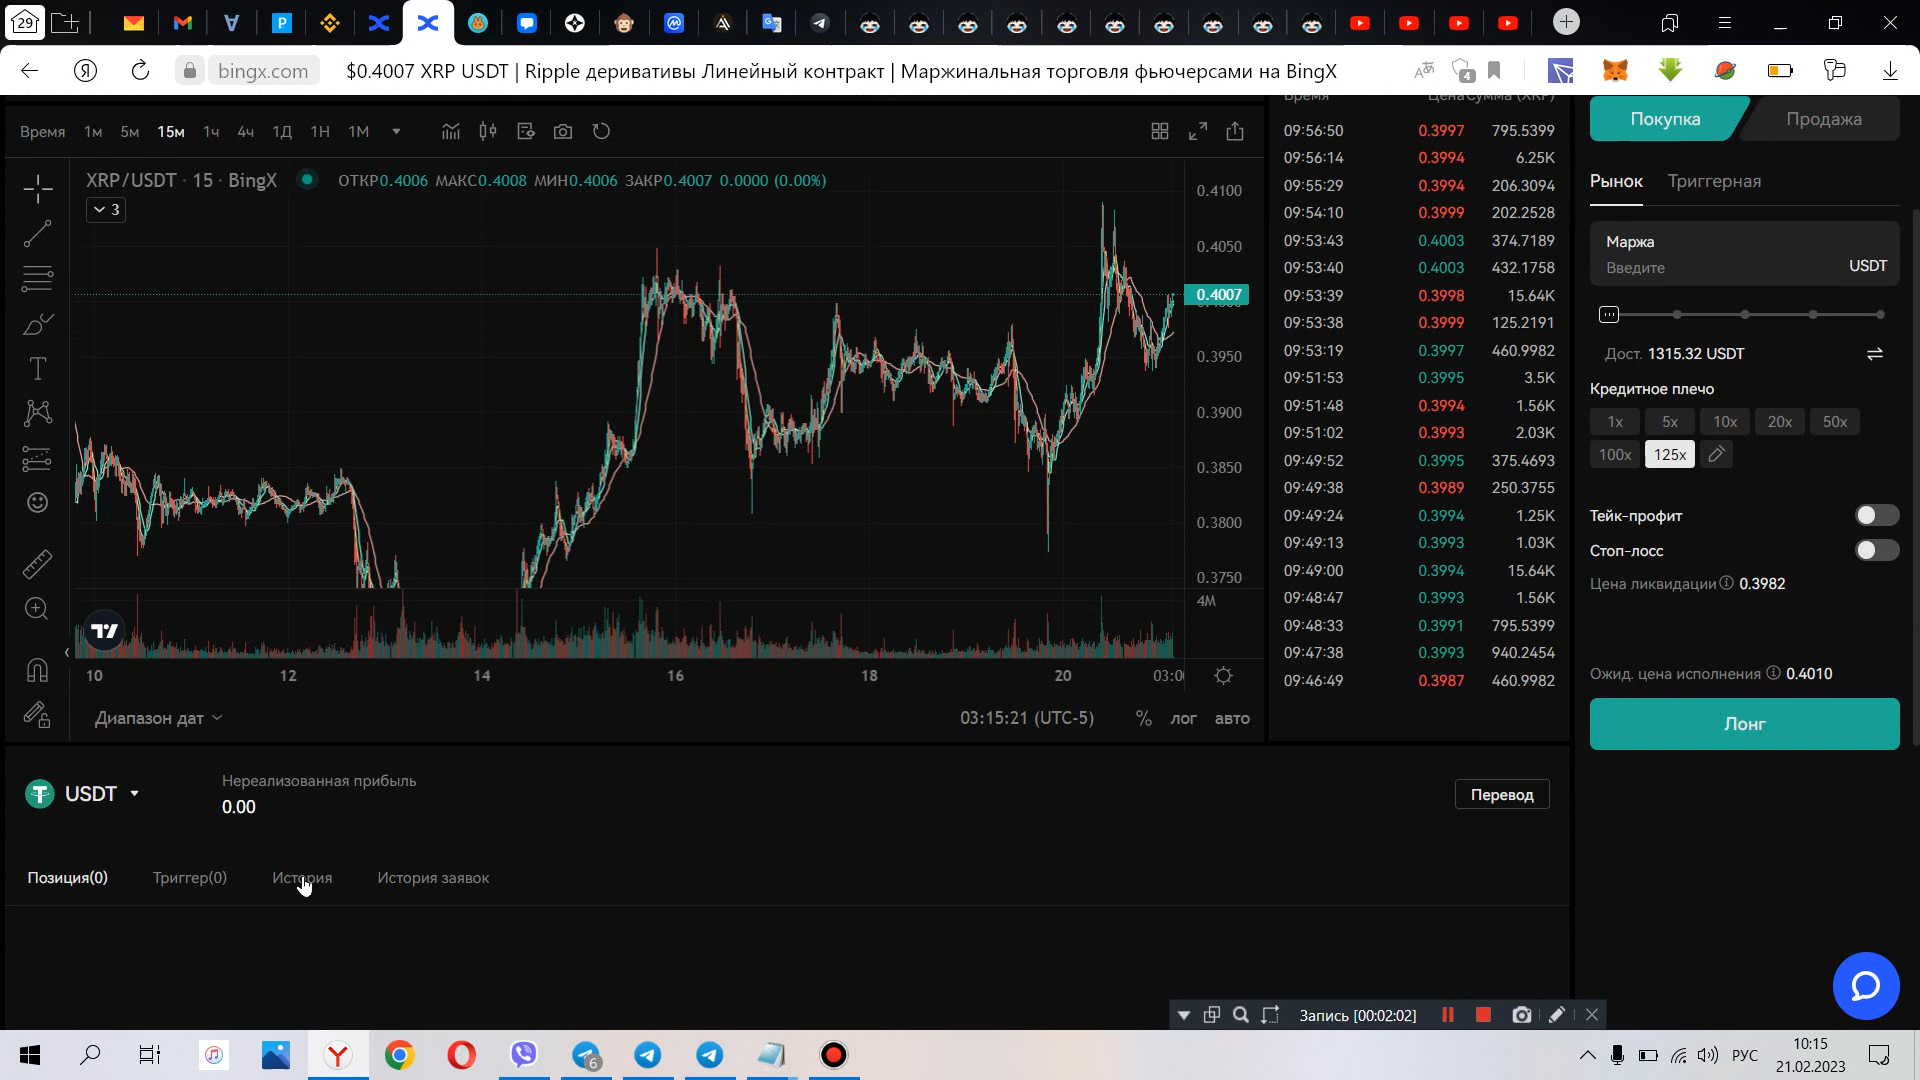 29
bingx.com
$0.4007 XRP USDT | Ripple деривативы Линейный контракт | Маржинальная торговля фьючерсами на BingX
4
Время 1м 5м 15м 1ч 4ч 1Д 1Н 1М
XRP/USDT · 15 · BingX ОТКР0.4006 МАКС0.4008 МИН0.4006 ЗАКР0.4007 0.0000 (0.00%)
3
0.4100
0.4050
0.4007
0.3950
0.3900
0.3850
0.3800
0.3750
4M
10 12 14 16 18 20 03:0
Диапазон дат
03:15:21 (UTC-5) % лог авто
Время Цена Сумма (XRP)
09:56:50 0.3997 795.5399
09:56:14 0.3994 6.25K
09:55:29 0.3994 206.3094
09:54:10 0.3999 202.2528
09:53:43 0.4003 374.7189
09:53:40 0.4003 432.1758
09:53:39 0.3998 15.64K
09:53:38 0.3999 125.2191
09:53:19 0.3997 460.9982
09:51:53 0.3995 3.5K
09:51:48 0.3994 1.56K
09:51:02 0.3993 2.03K
09:49:52 0.3995 375.4693
09:49:38 0.3989 250.3755
09:49:24 0.3994 1.25K
09:49:13 0.3993 1.03K
09:49:00 0.3994 15.64K
09:48:47 0.3993 1.56K
09:48:33 0.3991 795.5399
09:47:38 0.3993 940.2454
09:46:49 0.3987 460.9982
Покупка Продажа
Рынок Триггерная
Маржа
Введите USDT
Дост. 1315.32 USDT
Кредитное плечо
1x 5x 10x 20x 50x
100x 125x
Тейк-профит
Стоп-лосс
Цена ликвидации 0.3982
Ожид. цена исполнения 0.4010
Лонг
USDT
Нереализованная прибыль
0.00
Перевод
Позиция(0) Триггер(0) История История заявок
Запись [00:02:02]
6
РУС
10:15
21.02.2023